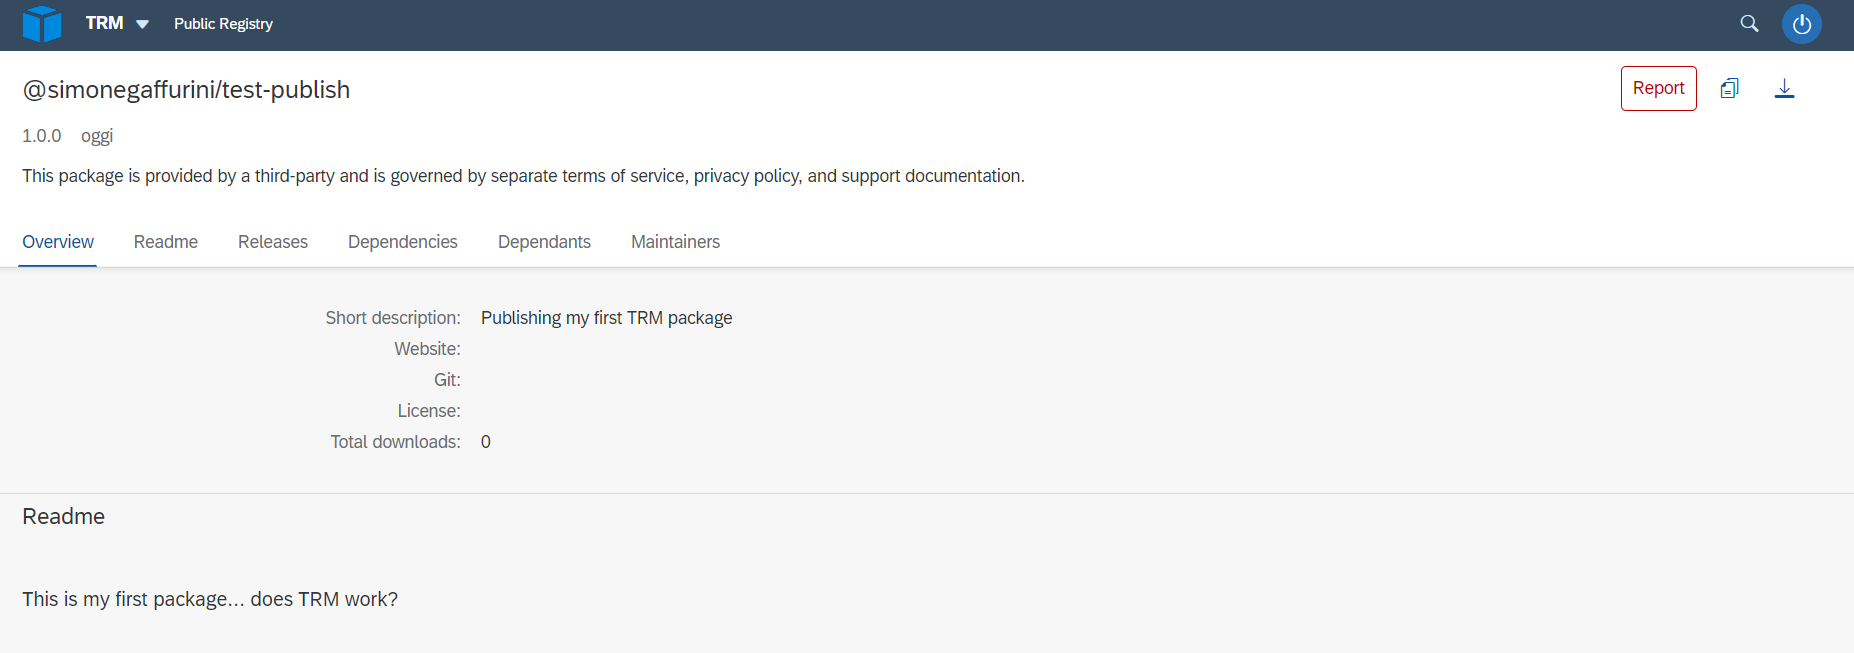 TRM Public Registry
@simonegaffurini/test-publish
Report
1.0.0 oggi
This package is provided by a third-party and is governed by separate terms of service, privacy policy, and support documentation.
Overview Readme Releases Dependencies Dependants Maintainers
Short description: Publishing my first TRM package
Website:
Git:
License:
Total downloads: 0
Readme
This is my first package... does TRM work?